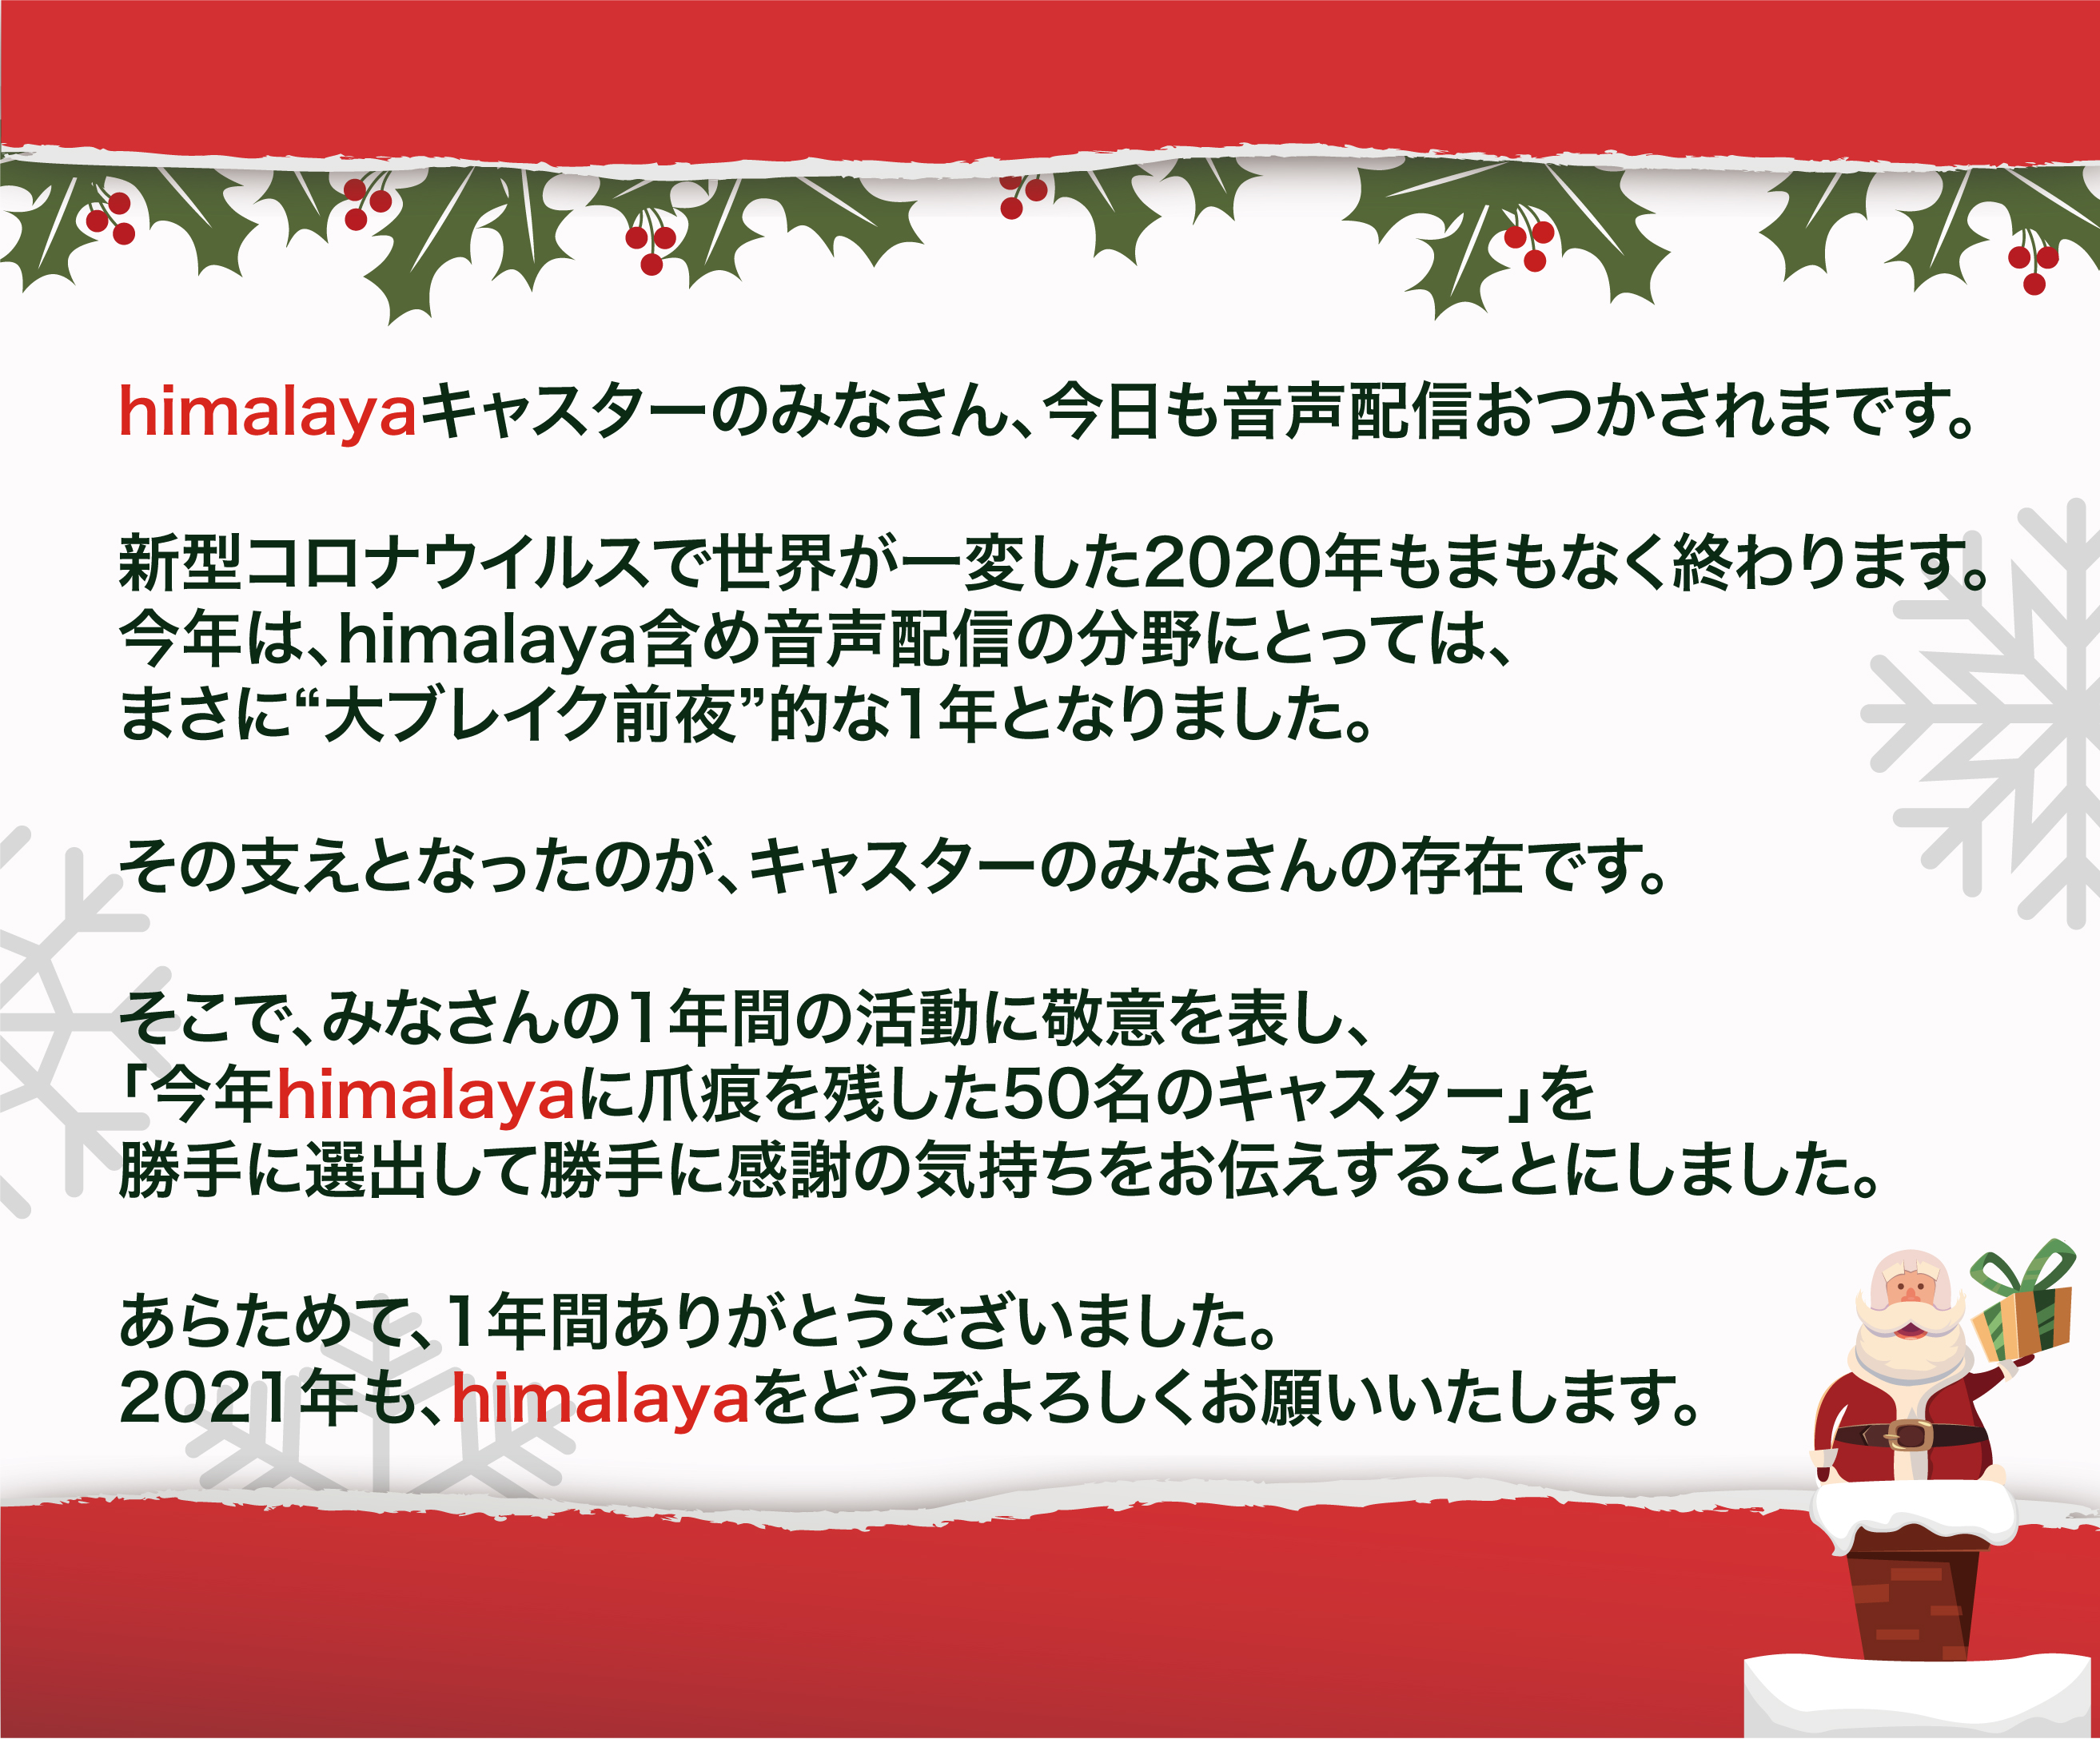 himalayaキャスターのみなさん、今日も音声配信おつかされまです。
新型コロナウイルスで世界が一変した2020年もまもなく終わります。
今年は、himalaya含め音声配信の分野にとっては、
まさに“大ブレイク前夜”的な1年となりました。
その支えとなったのが、キャスターのみなさんの存在です。
そこで、みなさんの1年間の活動に敬意を表し、
「今年himalayaに爪痕を残した50名のキャスター」を
勝手に選出して勝手に感謝の気持ちをお伝えすることにしました。
あらためて、1年間ありがとうございました。
2021年も、himalayaをどうぞよろしくお願いいたします。